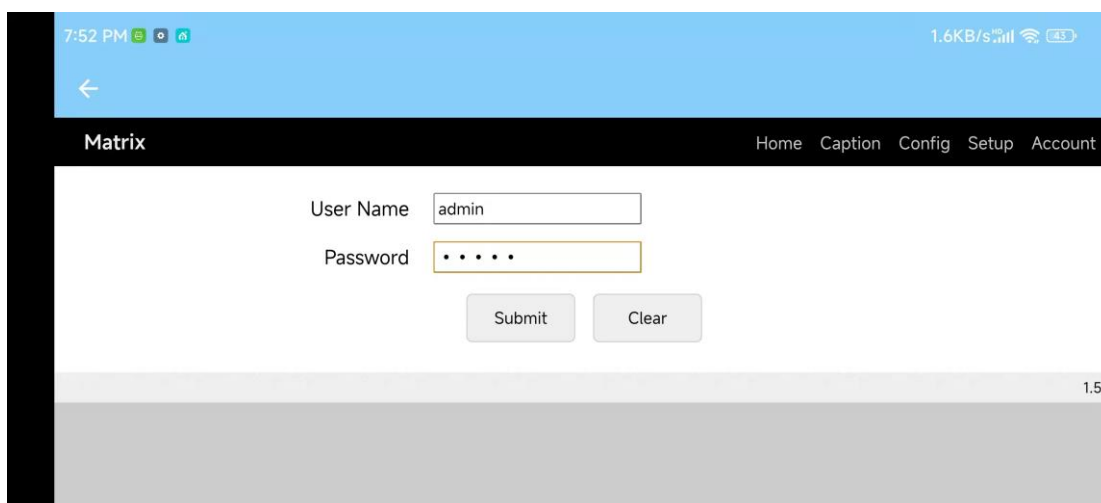 7:52 PM 1.6KB/s HD 43
Matrix Home Caption Config Setup Account
User Name admin
Password •••••
Submit Clear
1.5